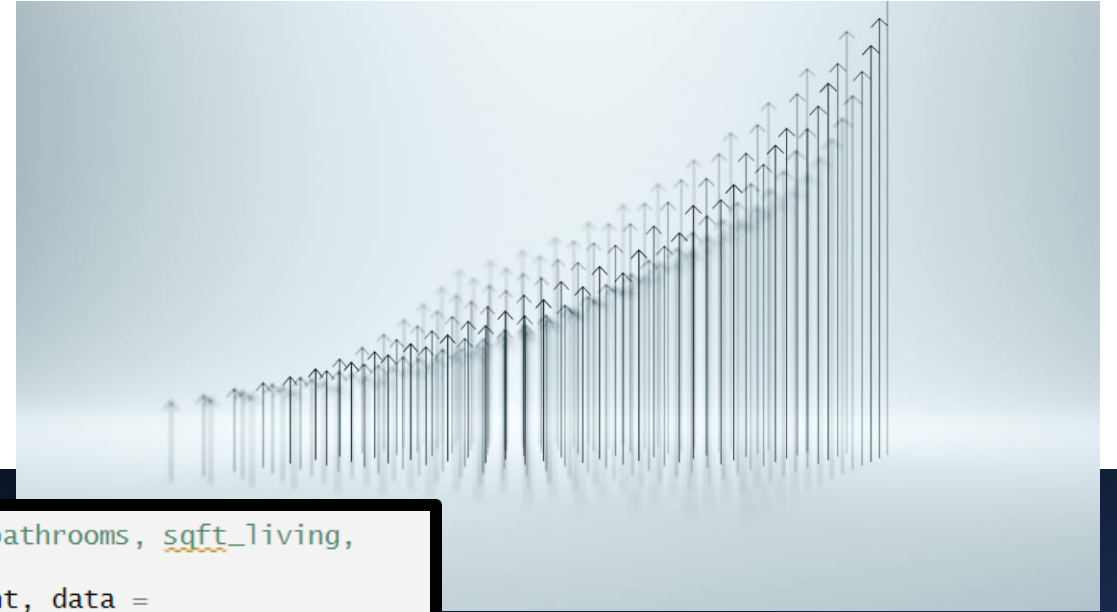 bathrooms, sqft_living,
data =